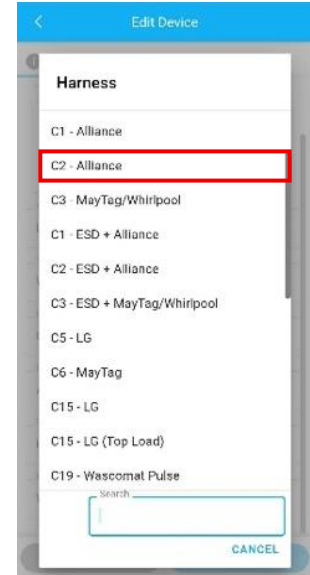 Edit Device
Harness
C1 - Alliance
C2 - Alliance
C3 - MayTag/Whirlpool
C1 - ESD + Alliance
C2 - ESD + Alliance
C3 - ESD + MayTag/Whirlpool
C5 - LG
C6 - MayTag
C15 - LG
C15 - LG (Top Load)
C19 - Wascomat Pulse
Search
CANCEL